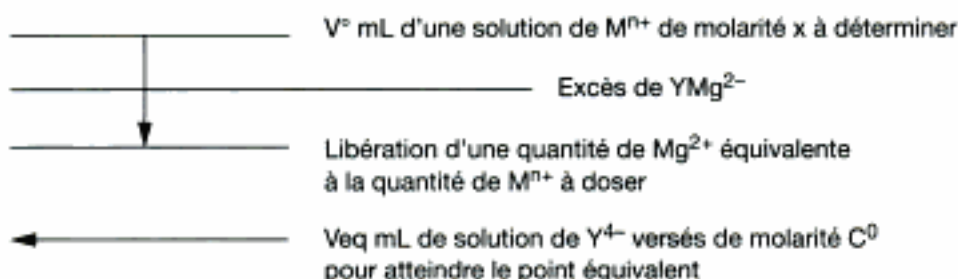 V° mL d'une solution de Mⁿ⁺ de molarité x à déterminer
Excès de YMg²⁻
Libération d'une quantité de Mg²⁺ équivalente
à la quantité de Mⁿ⁺ à doser
Veq mL de solution de Y⁴⁻ versés de molarité C⁰
pour atteindre le point équivalent